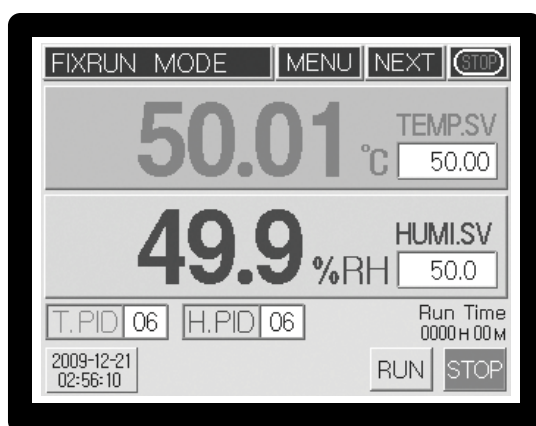 FIXRUN MODE MENU NEXT STOP
50.01 °C
TEMP.SV
50.00
49.9 %RH
HUMI.SV
50.0
T.PID 06 H.PID 06
Run Time
0000H 00M
2009-12-21
02:56:10
RUN STOP